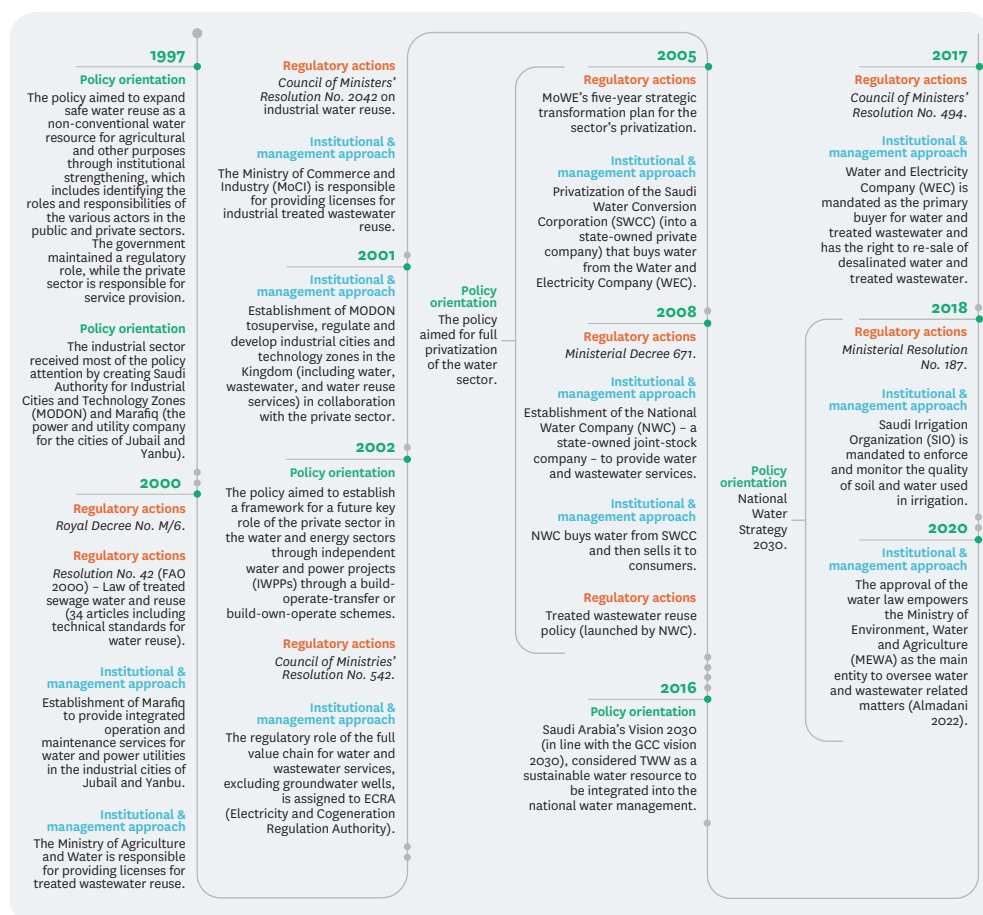 1997
Policy orientation
The policy aimed to expand
safe water reuse as a
non-conventional water
resource for agricultural
and other purposes
through institutional
strengthening, which
includes identifying the
roles and responsibilities of
the various actors in the
public and private sectors.
The government
maintained a regulatory
role, while the private
sector is responsible for
service provision.
Policy orientation
The industrial sector
received most of the policy
attention by creating Saudi
Authority for Industrial
Cities and Technology Zones
(MODON) and Marafiq (the
power and utility company
for the cities of Jubail and
Yanbu).
2000
Regulatory actions
Royal Decree No. M/6.
Regulatory actions
Resolution No. 42 (FAO
2000) – Law of treated
sewage water and reuse
(34 articles including
technical standards for
water reuse).
Institutional &
management approach
Establishment of Marafiq
to provide integrated
operation and
maintenance services for
water and power utilities
in the industrial cities of
Jubail and Yanbu.
Institutional &
management approach
The Ministry of Agriculture
and Water is responsible
for providing licenses for
treated wastewater reuse.
Regulatory actions
Council of Ministers'
Resolution No. 2042 on
industrial water reuse.
Institutional &
management approach
The Ministry of Commerce and
Industry (MoCI) is responsible
for providing licenses for
industrial treated wastewater
reuse.
2001
Institutional &
management approach
Establishment of MODON
tosupervise, regulate and
develop industrial cities and
technology zones in the
Kingdom (including water,
wastewater, and water reuse
services) in collaboration
with the private sector.
2002
Policy orientation
The policy aimed to establish
a framework for a future key
role of the private sector in
the water and energy sectors
through independent
water and power projects
(IWPPs) through a build-
operate-transfer or
build-own-operate schemes.
Regulatory actions
Council of Ministries'
Resolution No. 542.
Institutional &
management approach
The regulatory role of the full
value chain for water and
wastewater services,
excluding groundwater wells,
is assigned to ECRA
(Electricity and Cogeneration
Regulation Authority).
Policy
orientation
The policy
aimed for full
privatization
of the water
sector.
2005
Regulatory actions
MoWE's five-year strategic
transformation plan for the
sector's privatization.
Institutional &
management approach
Privatization of the Saudi
Water Conversion
Corporation (SWCC) (into a
state-owned private
company) that buys water
from the Water and
Electricity Company (WEC).
2008
Regulatory actions
Ministerial Decree 671.
Institutional &
management approach
Establishment of the National
Water Company (NWC) – a
state-owned joint-stock
company – to provide water
and wastewater services.
Institutional &
management approach
NWC buys water from SWCC
and then sells it to
consumers.
Regulatory actions
Treated wastewater reuse
policy (launched by NWC).
2016
Policy orientation
Saudi Arabia's Vision 2030
(in line with the GCC vision
2030), considered TWW as a
sustainable water resource to
be integrated into the
national water management.
2017
Regulatory actions
Council of Ministers'
Resolution No. 494.
Institutional &
management approach
Water and Electricity
Company (WEC) is
mandated as the primary
buyer for water and
treated wastewater and
has the right to re-sale of
desalinated water and
treated wastewater.
Policy
orientation
National
Water
Strategy
2030.
2018
Regulatory actions
Ministerial Resolution
No. 187.
Institutional &
management approach
Saudi Irrigation
Organization (SIO) is
mandated to enforce
and monitor the quality
of soil and water used
in irrigation.
2020
Institutional &
management approach
The approval of the
water law empowers
the Ministry of
Environment, Water
and Agriculture
(MEWA) as the main
entity to oversee water
and wastewater related
matters (Almadani
2022).